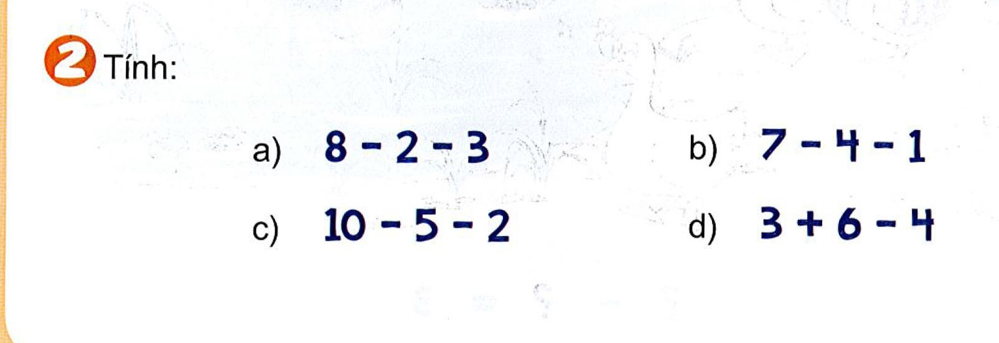 2 Tính:
a) 8 - 2 - 3 b) 7 - 4 - 1
c) 10 - 5 - 2 d) 3 + 6 - 4